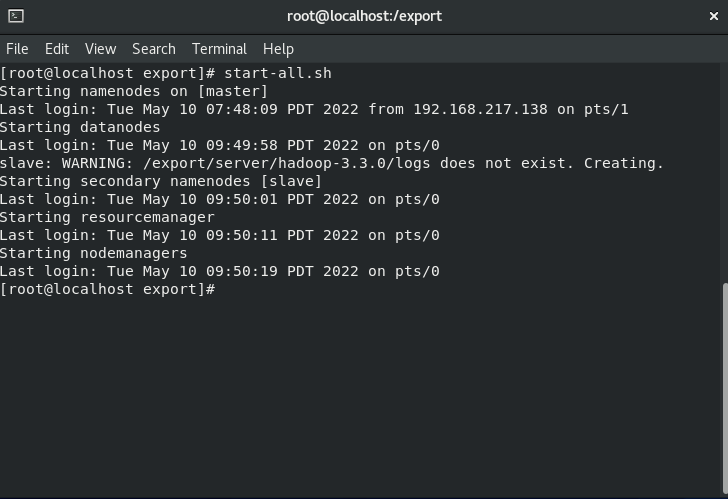 root@localhost:/export
File Edit View Search Terminal Help
[root@localhost export]# start-all.sh
Starting namenodes on [master]
Last login: Tue May 10 07:48:09 PDT 2022 from 192.168.217.138 on pts/1
Starting datanodes
Last login: Tue May 10 09:49:58 PDT 2022 on pts/0
slave: WARNING: /export/server/hadoop-3.3.0/logs does not exist. Creating.
Starting secondary namenodes [slave]
Last login: Tue May 10 09:50:01 PDT 2022 on pts/0
Starting resourcemanager
Last login: Tue May 10 09:50:11 PDT 2022 on pts/0
Starting nodemanagers
Last login: Tue May 10 09:50:19 PDT 2022 on pts/0
[root@localhost export]#